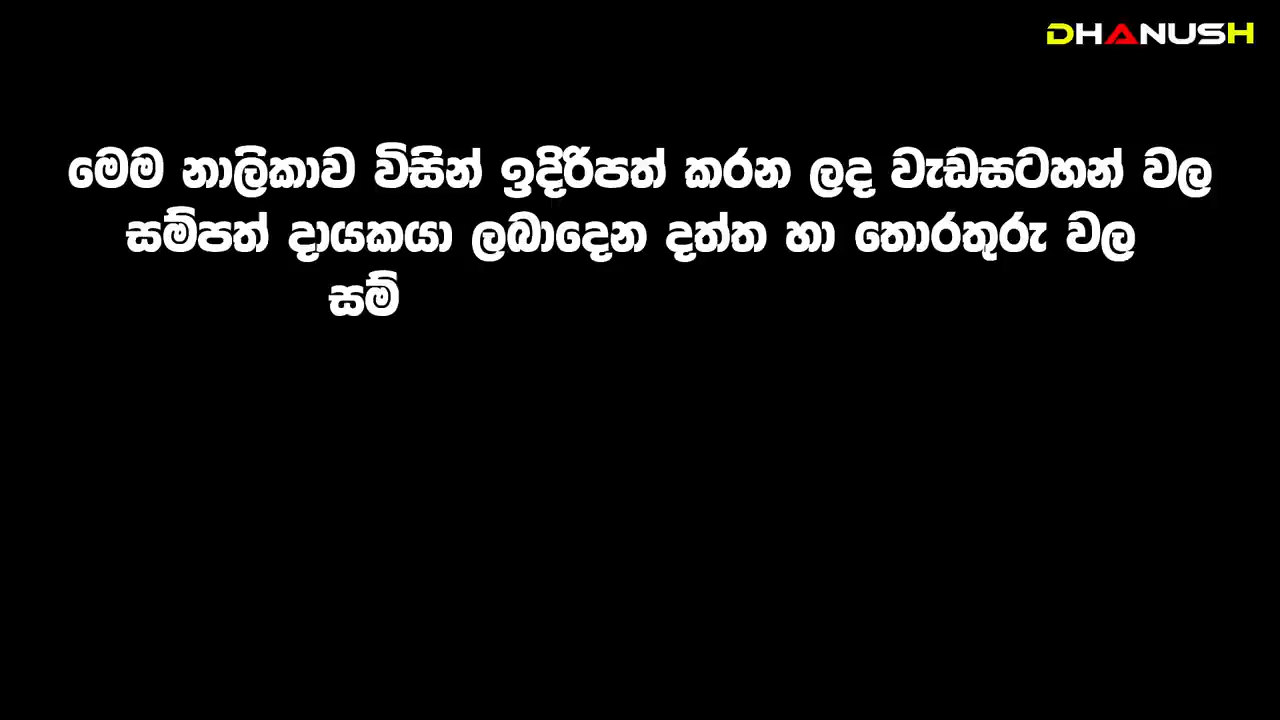 DHANUSH
මෙම නාලිකාව විසින් ඉදිරිපත් කරන ලද වැඩසටහන් වල
සම්පත් දායකයා ලබාදෙන දත්ත හා තොරතුරු වල
සම්